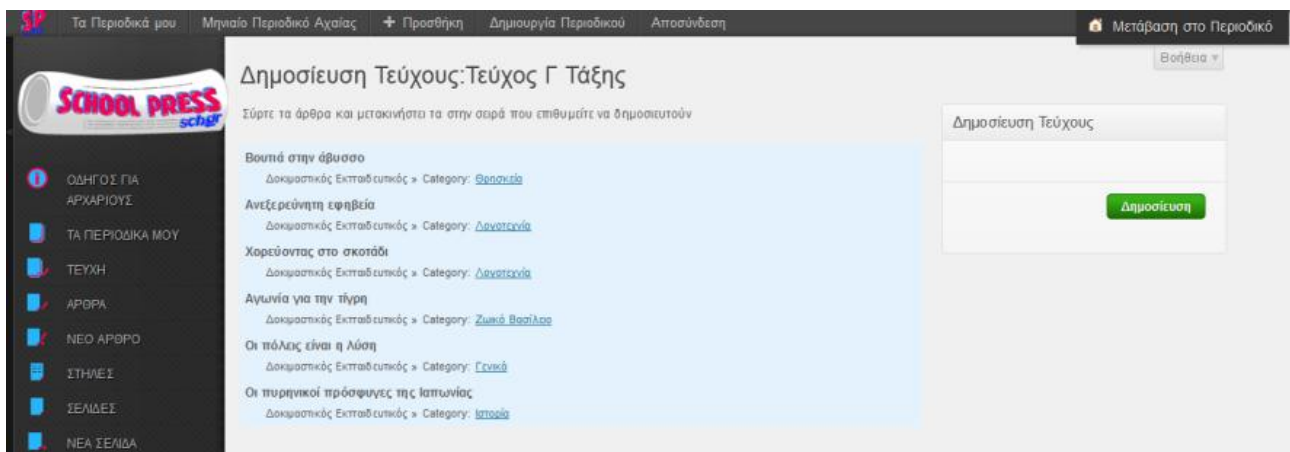 SP Τα Περιοδικά μου Μηνιαίο Περιοδικό Αχαίας + Προσθήκη Δημιουργία Περιοδικού Αποσύνδεση Μετάβαση στο Περιοδικό
Βοήθεια
SCHOOL PRESS
sch.gr
Δημοσίευση Τεύχους:Τεύχος Γ Τάξης
Σύρτε τα άρθρα και μετακινήστε τα στην σειρά που επιθυμείτε να δημοσιευτούν
Βουτιά στην άβυσσο
Δοκιμαστικός Εκπαιδευτικός » Category: Θρησκεία
Ανεξερεύνητη εφηβεία
Δοκιμαστικός Εκπαιδευτικός » Category: Λογοτεχνία
Χορεύοντας στο σκοτάδι
Δοκιμαστικός Εκπαιδευτικός » Category: Λογοτεχνία
Αγωνία για την τίγρη
Δοκιμαστικός Εκπαιδευτικός » Category: Ζωικό Βασίλειο
Οι πόλεις είναι η λύση
Δοκιμαστικός Εκπαιδευτικός » Category: Γενικά
Οι πυρηνικοί πρόσφυγες της Ιαπωνίας
Δοκιμαστικός Εκπαιδευτικός » Category: Ιστορία
Δημοσίευση Τεύχους
Δημοσίευση
ΟΔΗΓΟΣ ΓΙΑ
ΑΡΧΑΡΙΟΥΣ
ΤΑ ΠΕΡΙΟΔΙΚΑ ΜΟΥ
ΤΕΥΧΗ
ΑΡΘΡΑ
ΝΕΟ ΑΡΘΡΟ
ΣΤΗΛΕΣ
ΣΕΛΙΔΕΣ
ΝΕΑ ΣΕΛΙΔΑ